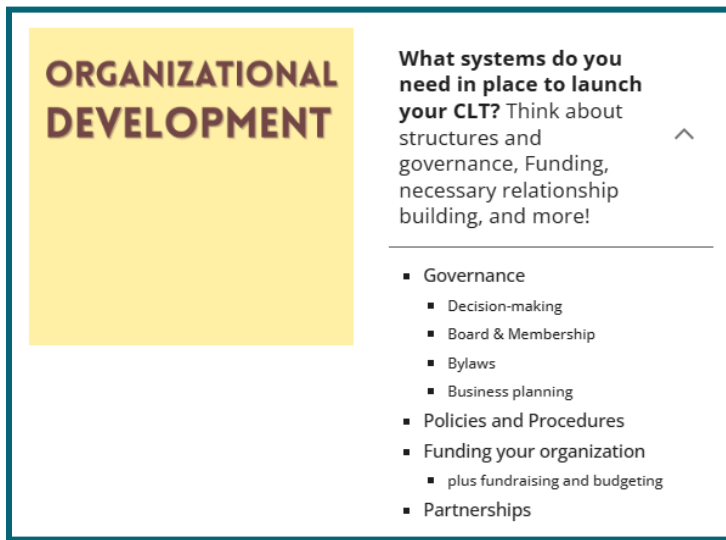 ORGANIZATIONAL
DEVELOPMENT
What systems do you
need in place to launch
your CLT? Think about
structures and
governance, Funding,
necessary relationship
building, and more!
Governance
Decision-making
Board & Membership
Bylaws
Business planning
Policies and Procedures
Funding your organization
plus fundraising and budgeting
Partnerships